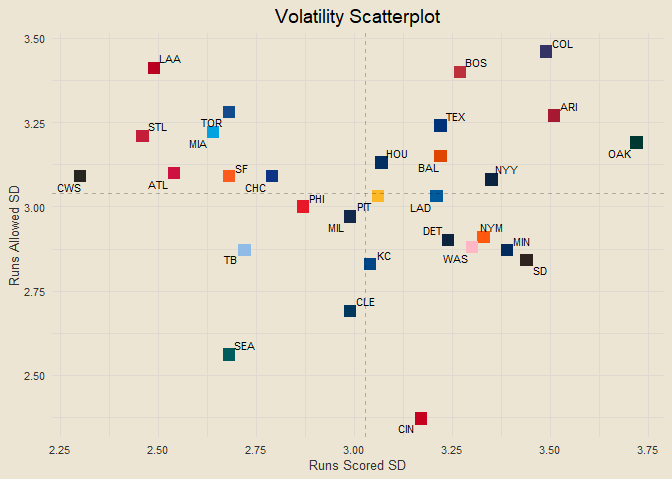 Volatility Scatterplot
3.50
COL
LAA
BOS
ARI
3.25
TOR
TEX
STL
MIA
HOU
OAK
SF
BAL
NYY
CWS
ATL
CHC
3.00
PHI
PIT
LAD
MIL
DET
NYM
MIN
TB
KC
WAS
SD
2.75
CLE
SEA
2.50
CIN
2.25
2.50
2.75
3.00
3.25
3.50
3.75
Runs Scored SD
Runs Allowed SD